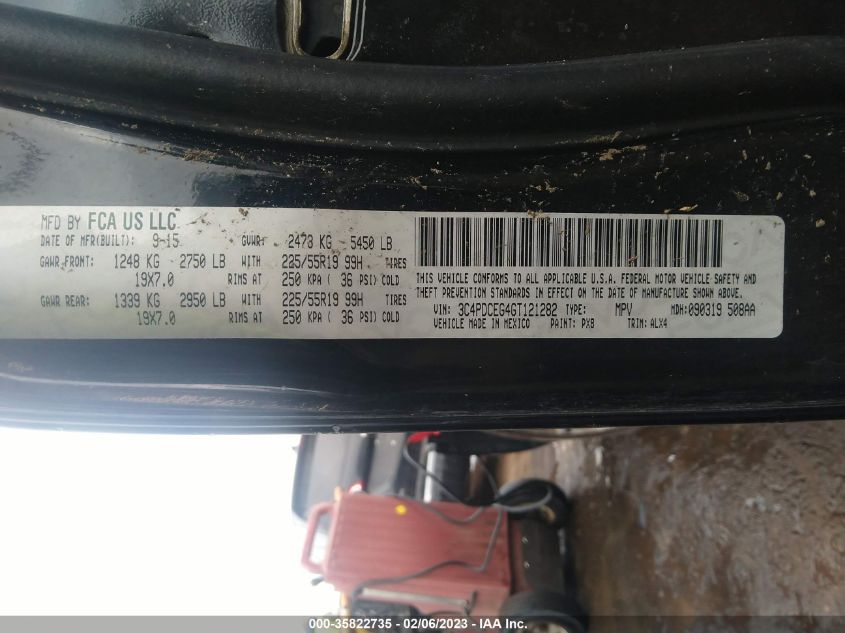 MFD BY FCA US LLC
DATE OF MFR(BUILT): 9-15 GVWR: 2473 KG - 5450 LB
GAWR FRONT: 1248 KG - 2750 LB WITH 225/55R19 99H TIRES
19X7.0 RIMS AT 250 KPA ( 36 PSI) COLD
GAWR REAR: 1339 KG 2950 LB WITH 225/55R19 99H TIRES
19X7.0 RIMS AT 250 KPA ( 36 PSI) COLD
THIS VEHICLE CONFORMS TO ALL APPLICABLE U.S.A. FEDERAL MOTOR VEHICLE SAFETY AND
THEFT PREVENTION STANDARDS IN EFFECT ON THE DATE OF MANUFACTURE SHOWN ABOVE.
VIN: 3C4PDCEG4GT121282 TYPE: MPV MDH: 090319 508AA
VEHICLE MADE IN MEXICO PAINT: PX8 TRIM: ALX4
000-35822735 - 02/06/2023 - IAA Inc.